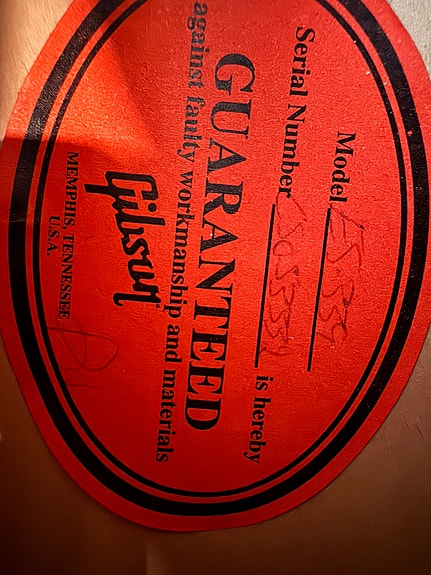 Model
Serial Number is hereby
GUARANTEED
against faulty workmanship and materials
Gibson
MEMPHIS, TENNESSEE
U.S.A.